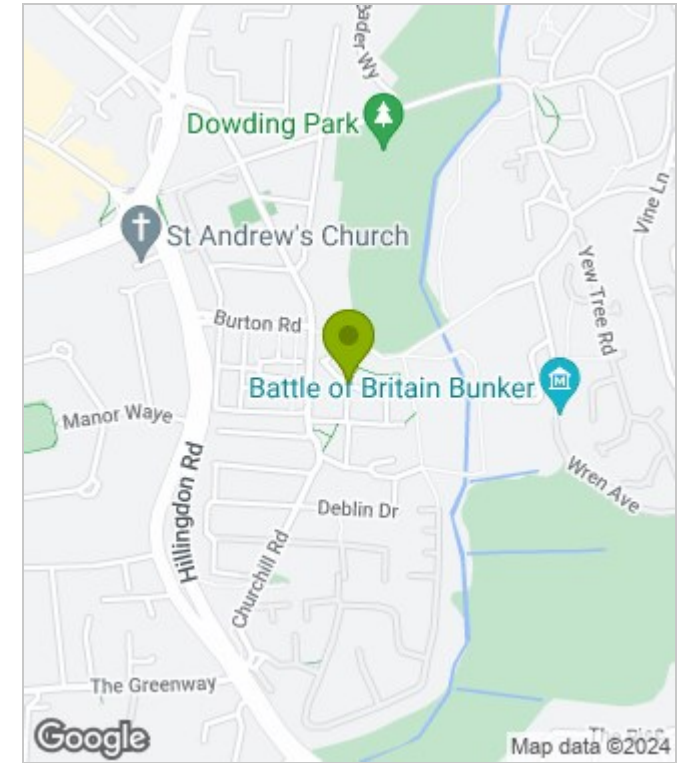 Bader Wy
Dowding Park
Vine Ln
St Andrew's Church
Yew Tree Rd
Burton Rd
Battle of Britain Bunker
Manor Waye
Hillingdon Rd
Wren Ave
Deblin Dr
Churchill Rd
The Greenway
Google
Map data ©2024